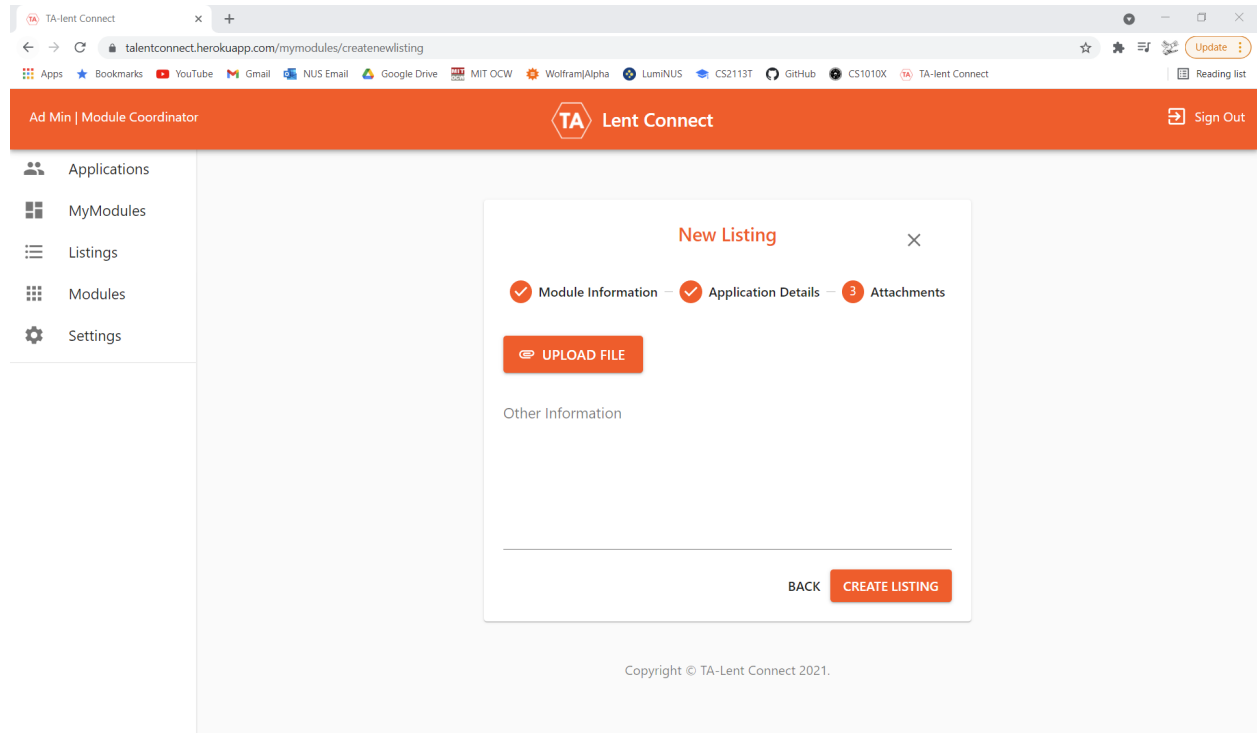 TA TA-lent Connect
talentconnect.herokuapp.com/mymodules/createnewlisting
Update
Apps Bookmarks YouTube Gmail NUS Email Google Drive MIT OCW Wolfram|Alpha LumiNUS CS2113T GitHub CS1010X TA TA-lent Connect Reading list
Ad Min | Module Coordinator TA Lent Connect Sign Out
Applications
MyModules
Listings
Modules
Settings
New Listing
Module Information Application Details 3 Attachments
UPLOAD FILE
Other Information
BACK CREATE LISTING
Copyright © TA-Lent Connect 2021.